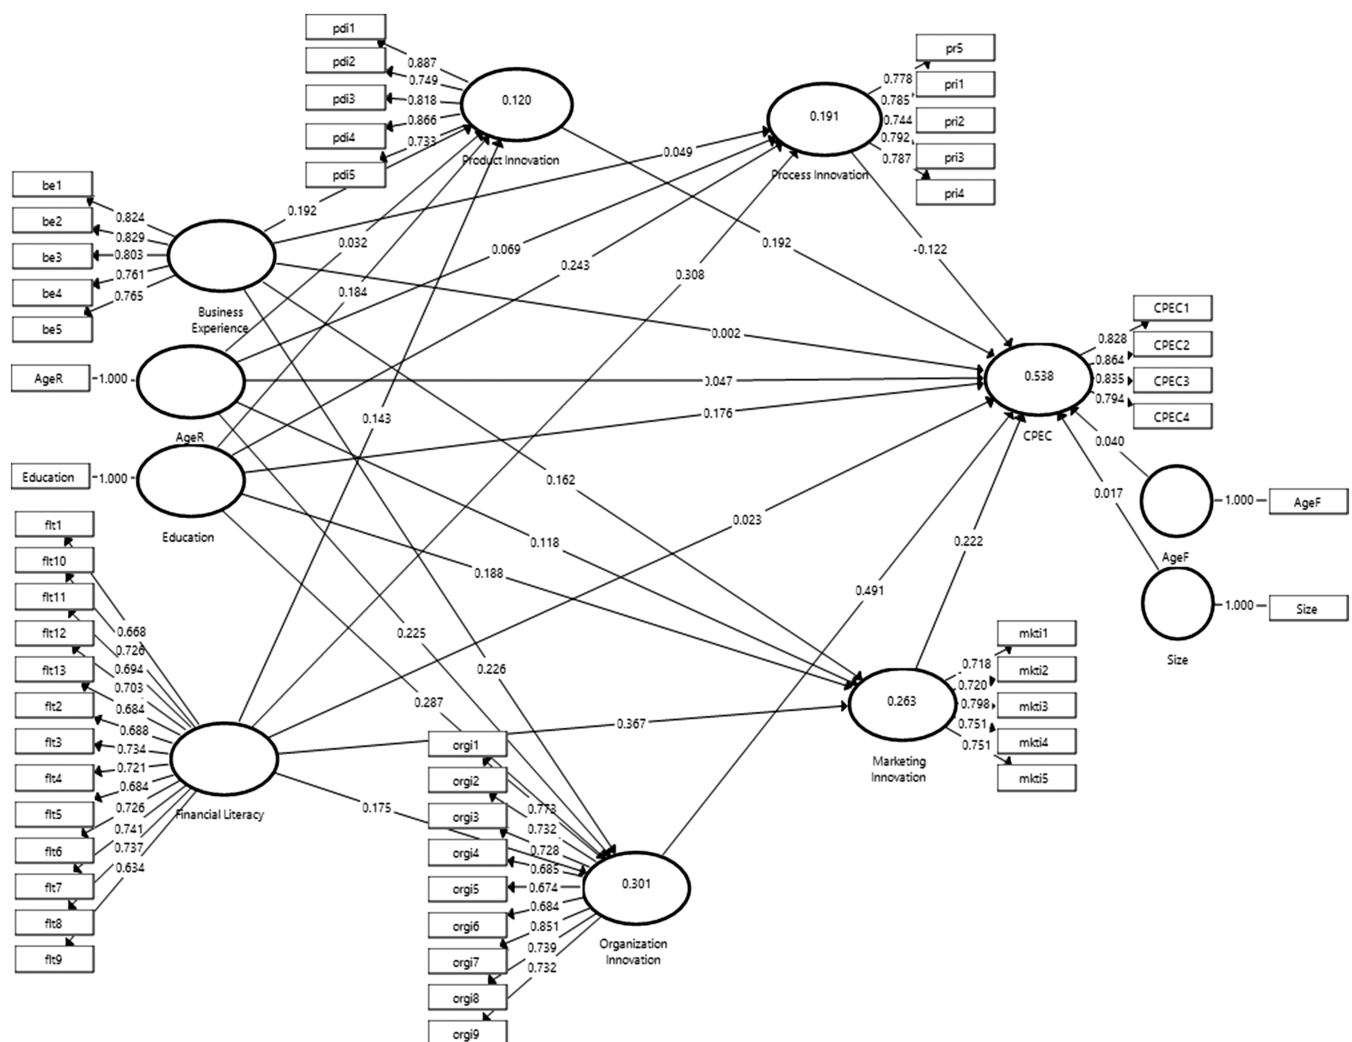 pdi1
pdi2
pdi3
pdi4
pdi5
0.887
0.749
0.818
0.866
0.733
0.120
Product Innovation
0.191
Process Innovation
pr5
pri1
pri2
pri3
pri4
0.778
0.785
0.744
0.792
0.787
be1
be2
be3
be4
be5
0.824
0.829
0.803
0.761
0.765
Business
Experience
0.192
0.049
0.032
0.069
0.184
0.243
0.308
0.192
-0.122
0.002
AgeR
1.000
AgeR
0.047
0.143
0.176
Education
1.000
Education
0.538
CPEC
0.828
0.864
0.835
0.794
CPEC1
CPEC2
CPEC3
CPEC4
0.040
0.017
1.000
AgeF
AgeF
1.000
Size
Size
0.162
0.023
0.118
0.188
0.222
0.491
0.225
0.226
0.287
0.367
0.175
flt1
flt10
flt11
flt12
flt13
flt2
flt3
flt4
flt5
flt6
flt7
flt8
flt9
0.668
0.726
0.694
0.703
0.684
0.688
0.734
0.721
0.684
0.726
0.741
0.737
0.634
Financial Literacy
0.263
Marketing
Innovation
0.718
0.720
0.798
0.751
0.751
mkti1
mkti2
mkti3
mkti4
mkti5
orgi1
orgi2
orgi3
orgi4
orgi5
orgi6
orgi7
orgi8
orgi9
0.773
0.732
0.728
0.685
0.674
0.684
0.851
0.739
0.732
0.301
Organization
Innovation